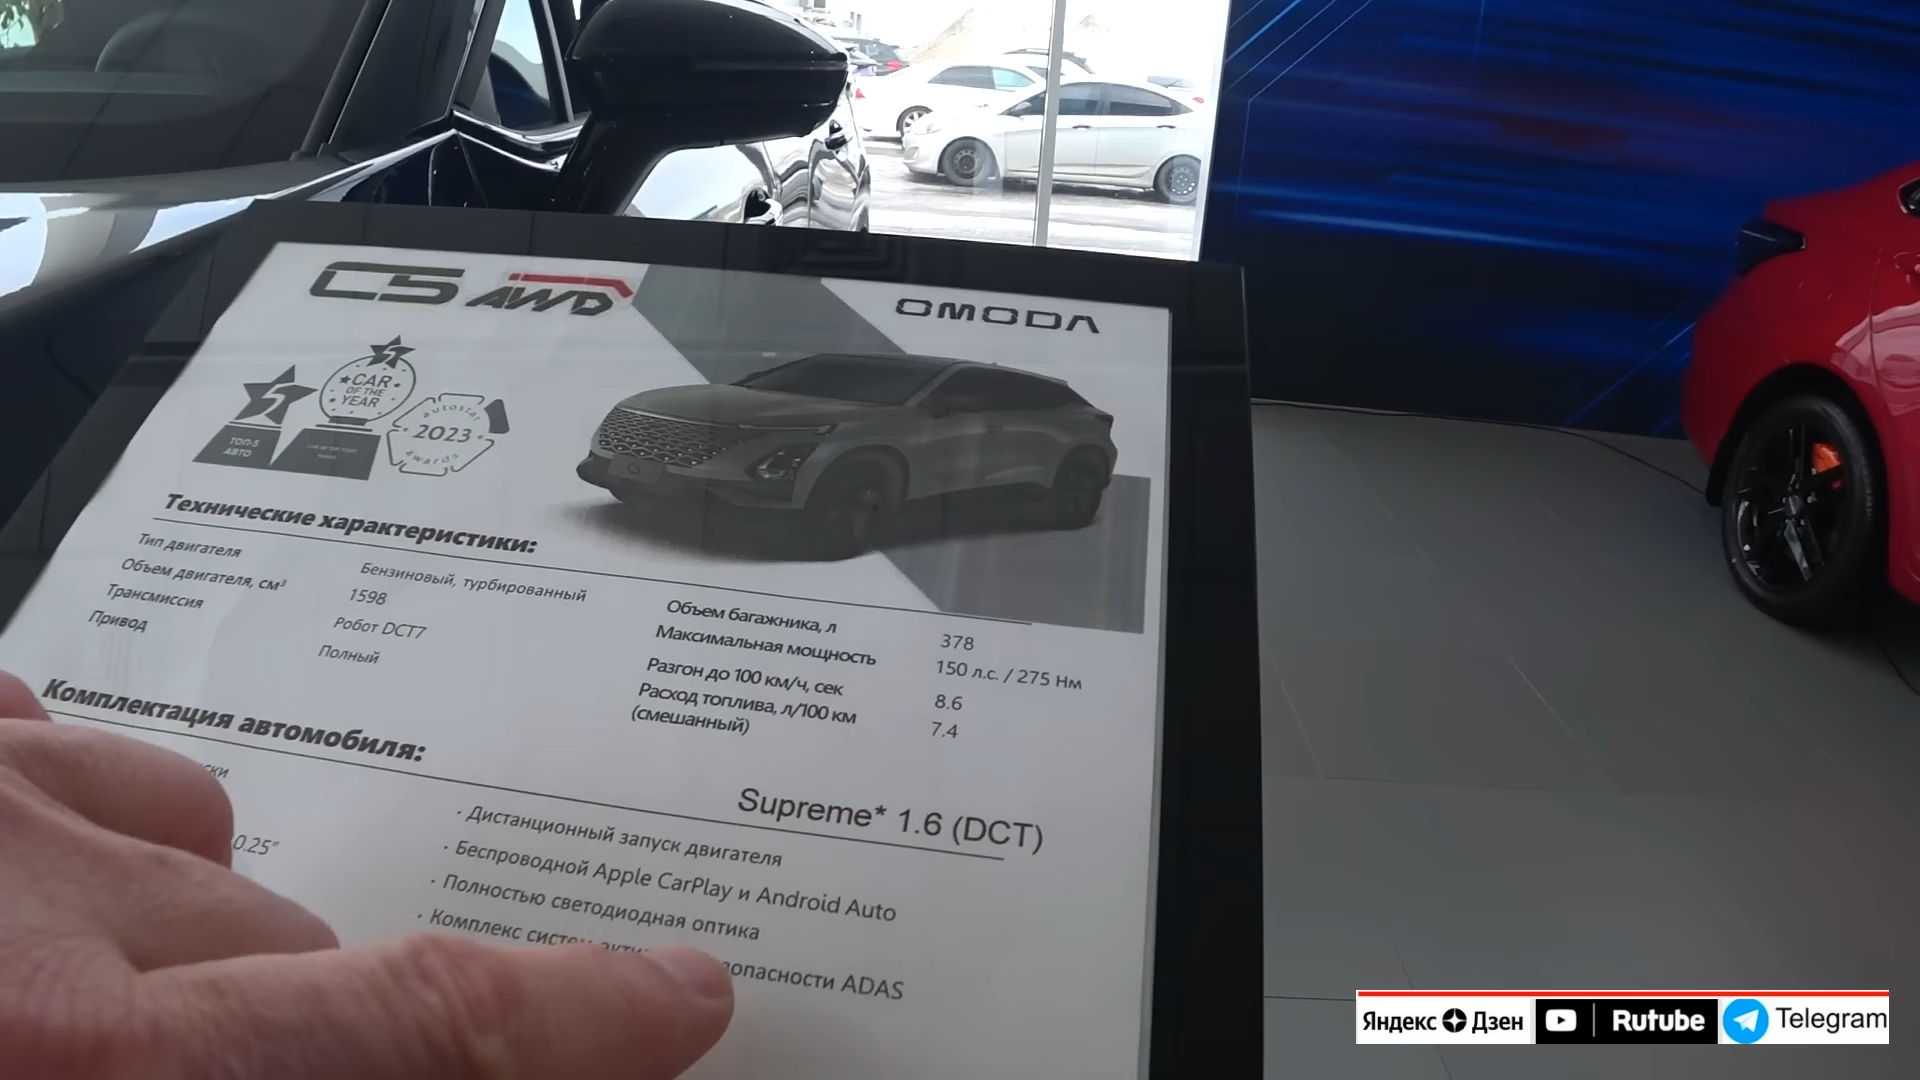 C5 AWD
OMODA
CAR
OF THE
YEAR
ТОП-5
АВТО
autostat
2023
awards
Технические характеристики:
Тип двигателя Бензиновый, турбированный
Объем двигателя, см³ 1598
Трансмиссия Робот DCT7
Привод Полный
Объем багажника, л 378
Максимальная мощность 150 л.с. / 275 Нм
Разгон до 100 км/ч, сек 8.6
Расход топлива, л/100 км 7.4
(смешанный)
Комплектация автомобиля:
Supreme* 1.6 (DCT)
0.25"
· Дистанционный запуск двигателя
· Беспроводной Apple CarPlay и Android Auto
· Полностью светодиодная оптика
· Комплекс ADAS
Яндекс Дзен Rutube Telegram